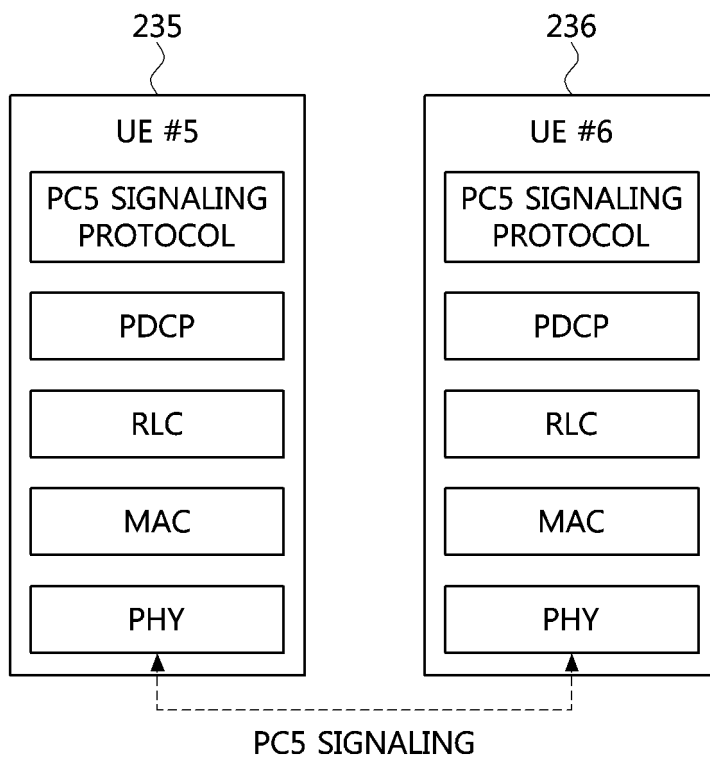 235
236
UE #5
UE #6
PC5 SIGNALING
PROTOCOL
PC5 SIGNALING
PROTOCOL
PDCP
PDCP
RLC
RLC
MAC
MAC
PHY
PHY
PC5 SIGNALING